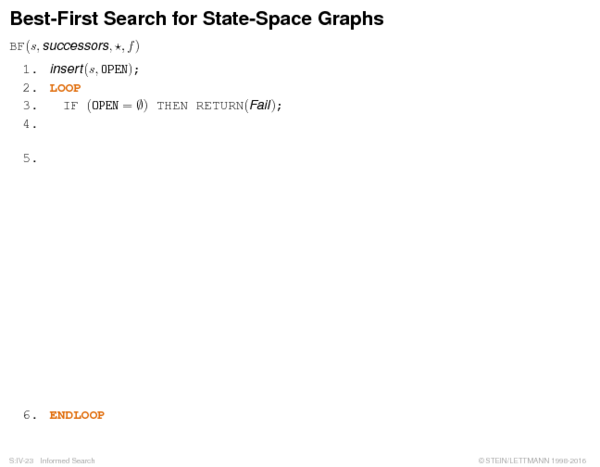 Best-First Search for State-Space Graphs
BF(s, successors, ⋆, f)
1. insert(s, OPEN);
2. LOOP
3. IF (OPEN = ∅) THEN RETURN(Fail);
4.
5.
6. ENDLOOP
S:IV-23 Informed Search
© STEIN/LETTMANN 1998-2016